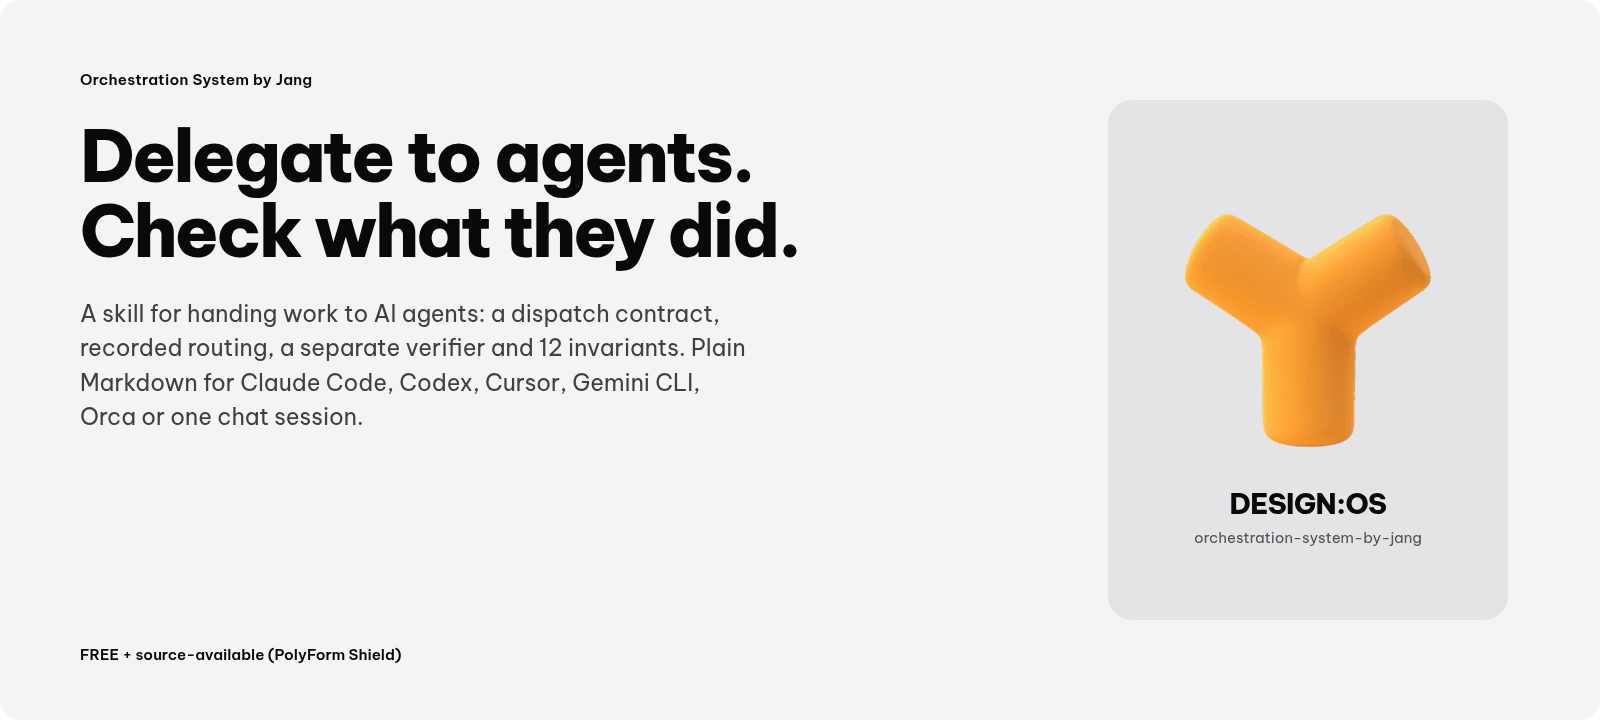 Orchestration System by Jang
Delegate to agents.
Check what they did.
A skill for handing work to AI agents: a dispatch contract,
recorded routing, a separate verifier and 12 invariants. Plain
Markdown for Claude Code, Codex, Cursor, Gemini CLI,
Orca or one chat session.
FREE + source-available (PolyForm Shield)
DESIGN:OS
orchestration-system-by-jang